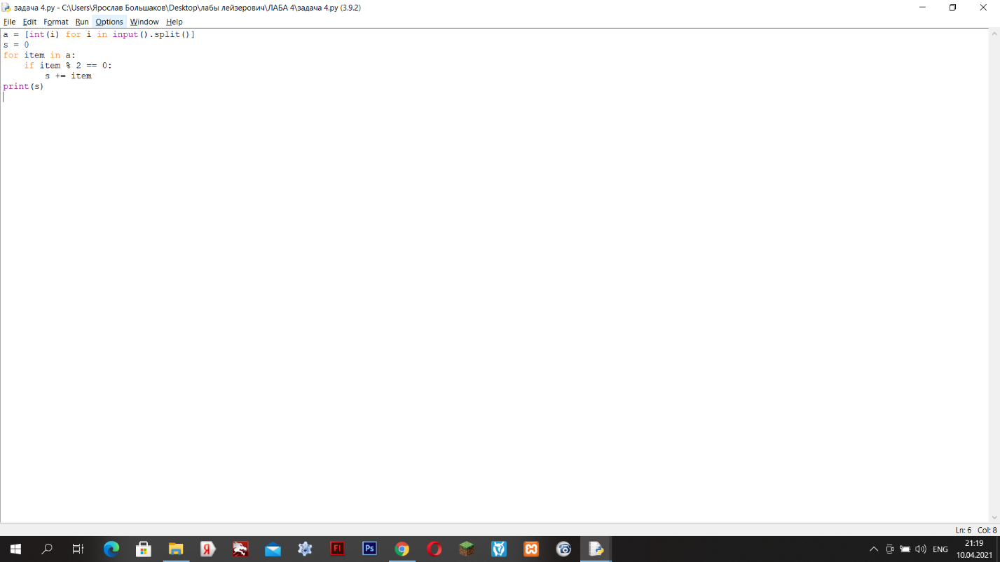 задача 4.py - C:\Users\Ярослав Большаков\Desktop\лабы лейзерович\ЛАБА 4\задача 4.py (3.9.2)
File Edit Format Run Options Window Help
a = [int(i) for i in input().split()]
s = 0
for item in a:
    if item % 2 == 0:
        s += item
print(s)
Ln: 6 Col: 8
Я Fl Ps ENG
21:19
10.04.2021